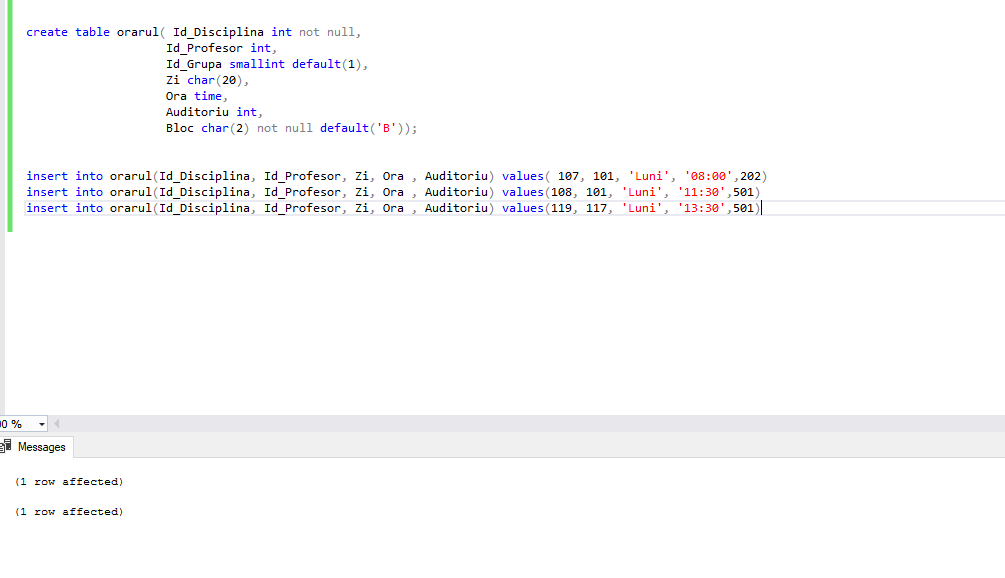 create table orarul( Id_Disciplina int not null,
Id_Profesor int,
Id_Grupa smallint default(1),
Zi char(20),
Ora time,
Auditoriu int,
Bloc char(2) not null default('B'));
insert into orarul(Id_Disciplina, Id_Profesor, Zi, Ora , Auditoriu) values( 107, 101, 'Luni', '08:00',202)
insert into orarul(Id_Disciplina, Id_Profesor, Zi, Ora , Auditoriu) values(108, 101, 'Luni', '11:30',501)
insert into orarul(Id_Disciplina, Id_Profesor, Zi, Ora , Auditoriu) values(119, 117, 'Luni', '13:30',501)
%
Messages
(1 row affected)
(1 row affected)